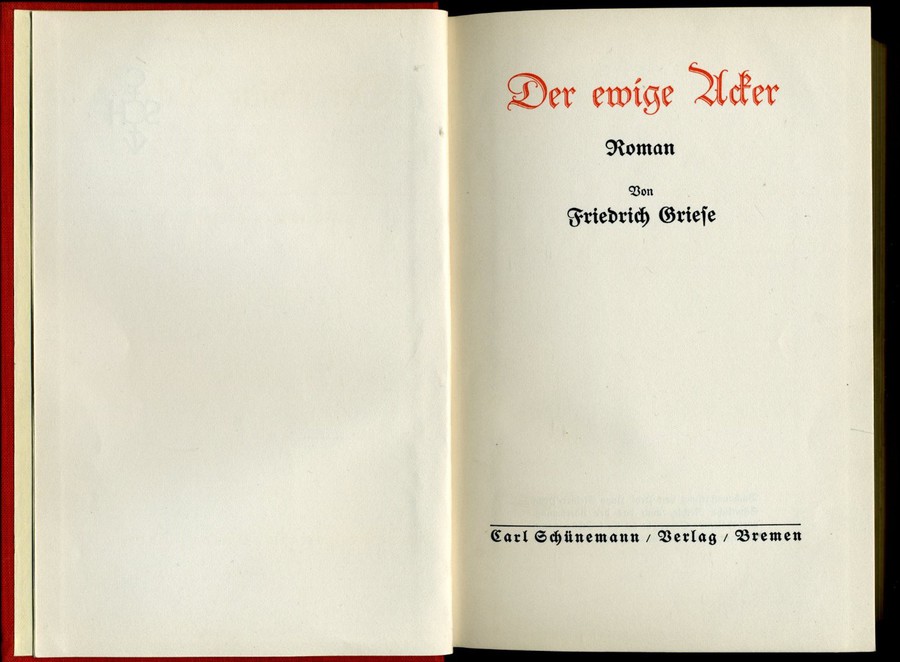 Der ewige Acker
Roman
Von
Friedrich Grieſe
Carl Schünemann / Verlag / Bremen